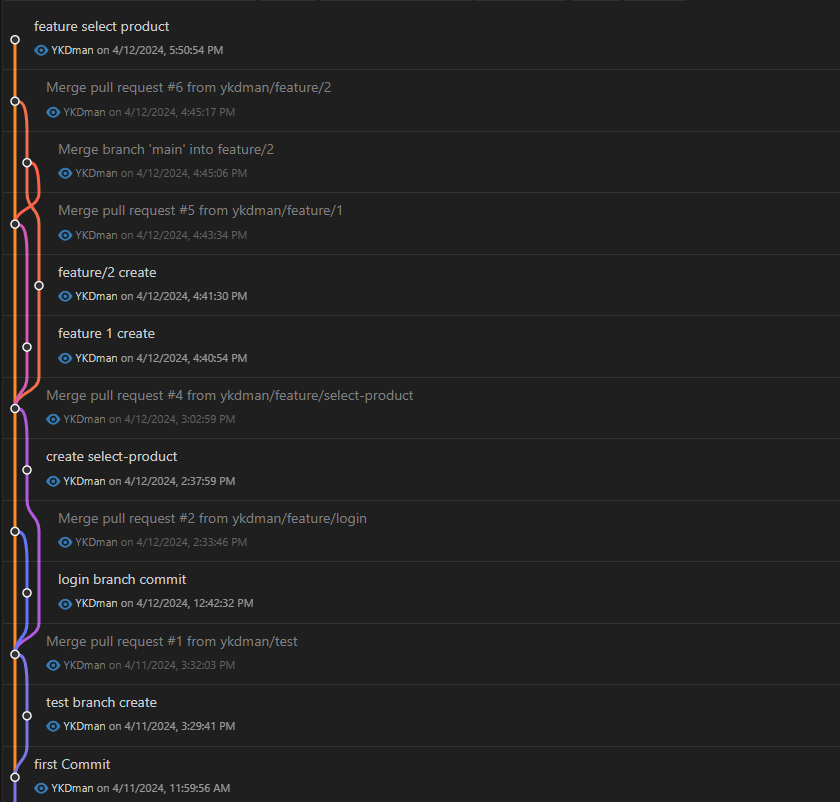 feature select product
YKDman on 4/12/2024, 5:50:54 PM
Merge pull request #6 from ykdman/feature/2
YKDman on 4/12/2024, 4:45:17 PM
Merge branch 'main' into feature/2
YKDman on 4/12/2024, 4:45:06 PM
Merge pull request #5 from ykdman/feature/1
YKDman on 4/12/2024, 4:43:34 PM
feature/2 create
YKDman on 4/12/2024, 4:41:30 PM
feature 1 create
YKDman on 4/12/2024, 4:40:54 PM
Merge pull request #4 from ykdman/feature/select-product
YKDman on 4/12/2024, 3:02:59 PM
create select-product
YKDman on 4/12/2024, 2:37:59 PM
Merge pull request #2 from ykdman/feature/login
YKDman on 4/12/2024, 2:33:46 PM
login branch commit
YKDman on 4/12/2024, 12:42:32 PM
Merge pull request #1 from ykdman/test
YKDman on 4/11/2024, 3:32:03 PM
test branch create
YKDman on 4/11/2024, 3:29:41 PM
first Commit
YKDman on 4/11/2024, 11:59:56 AM